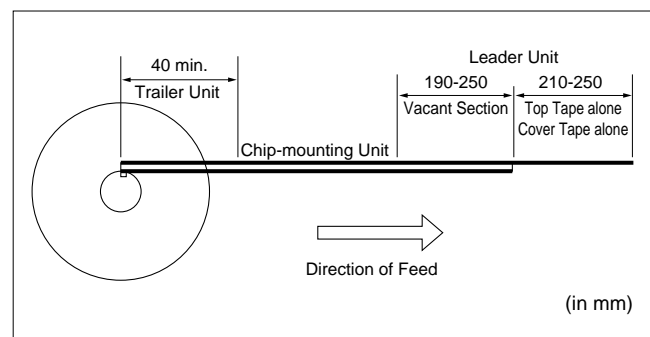 Leader Unit
40 min.
Trailer Unit
190-250
Vacant Section
210-250
Top Tape alone
Cover Tape alone
Chip-mounting Unit
Direction of Feed
(in mm)